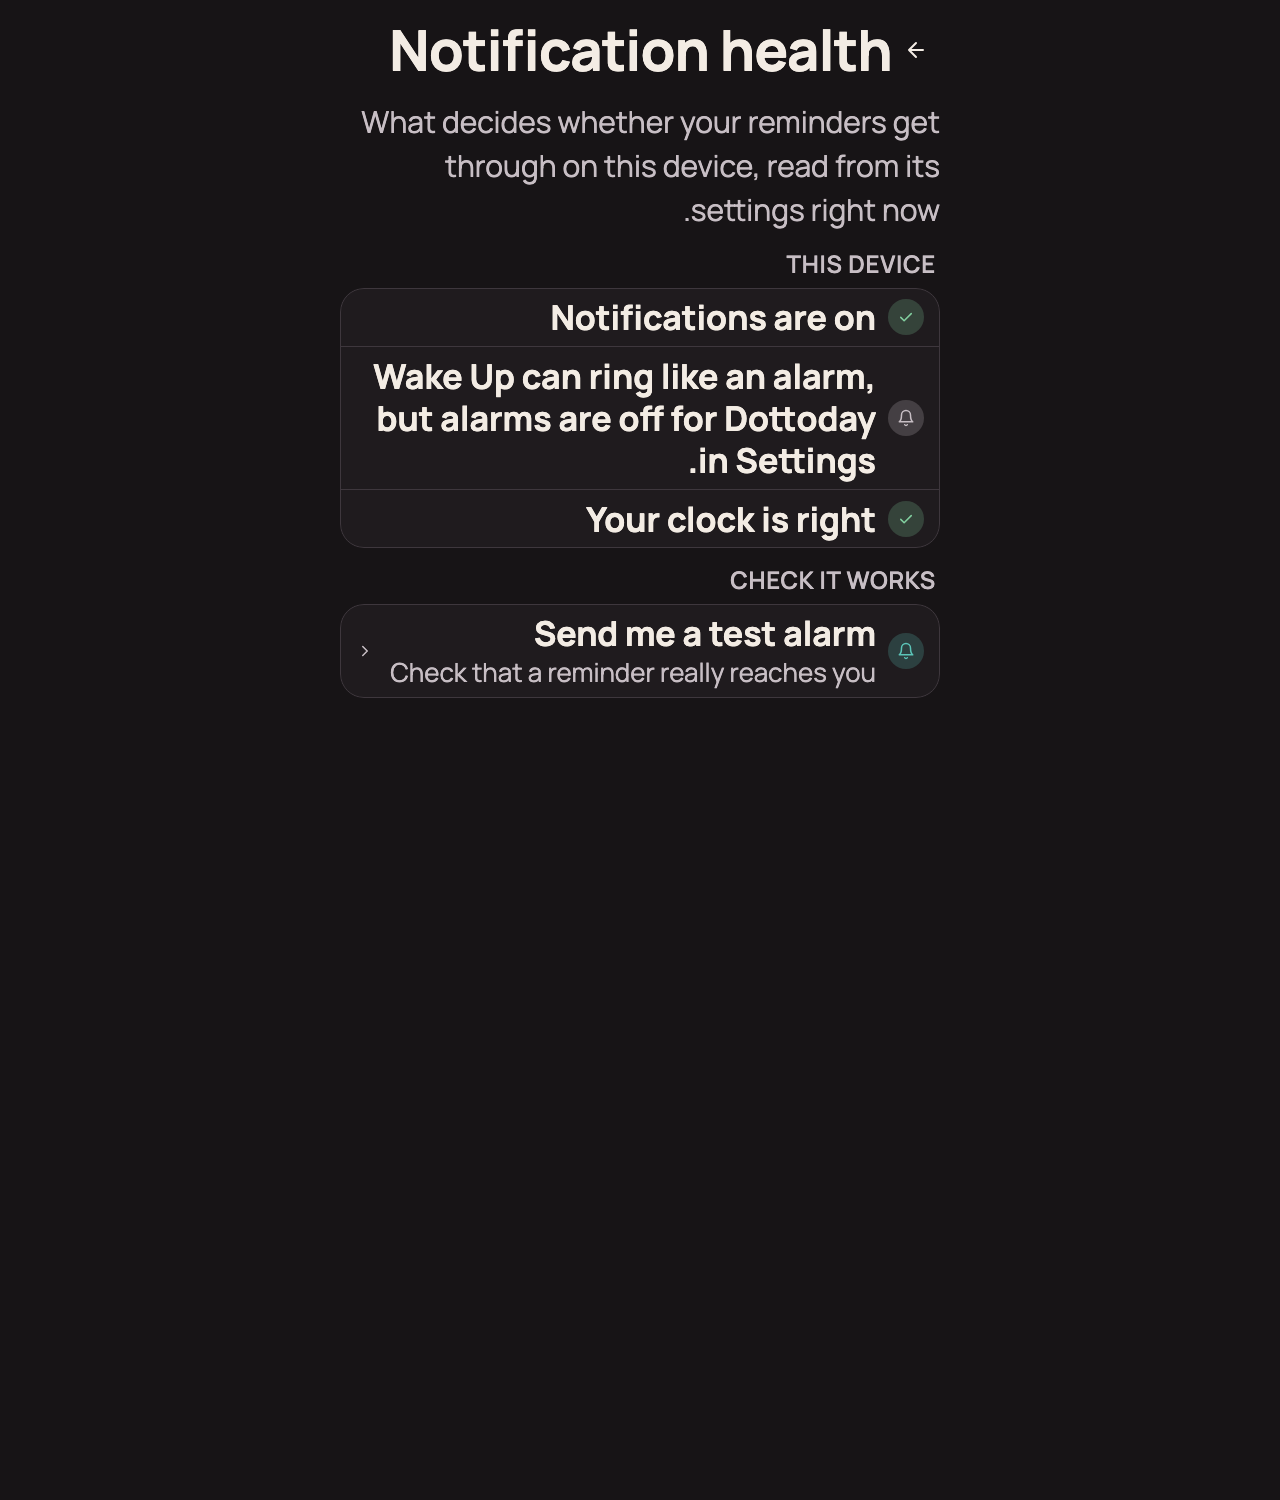 Notification health
What decides whether your reminders get
through on this device, read from its
.settings right now
THIS DEVICE
Notifications are on
Wake Up can ring like an alarm,
but alarms are off for Dottoday
.in Settings
Your clock is right
CHECK IT WORKS
Send me a test alarm
Check that a reminder really reaches you